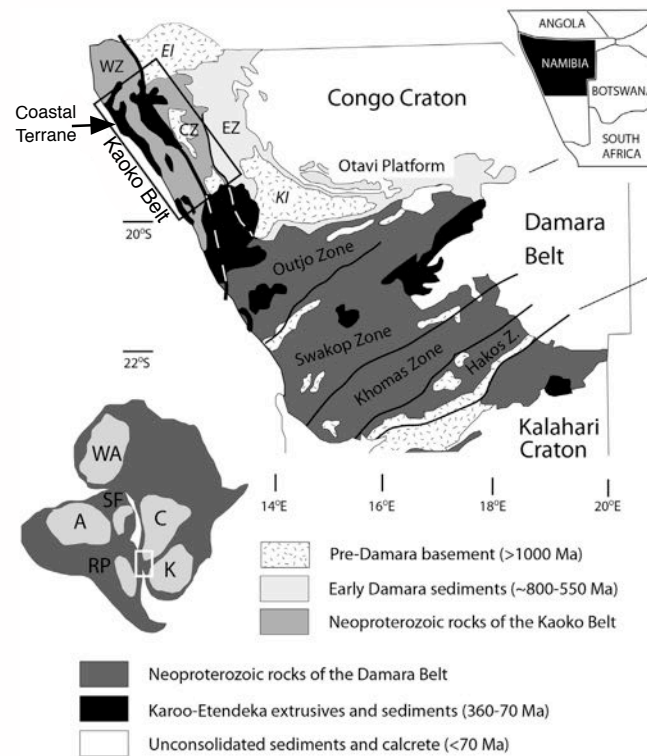 ANGOLA
NAMIBIA
BOTSWANA
SOUTH
AFRICA
EI
WZ
Coastal
Terrane
CZ
EZ
Congo Craton
Kaoko Belt
Otavi Platform
KI
20°S
Outjo Zone
Damara
Belt
Swakop Zone
22°S
Khomas Zone
Hakos Z.
Kalahari
Craton
14°E
16°E
18°E
20°E
WA
SF
A
C
RP
K
Pre-Damara basement (>1000 Ma)
Early Damara sediments (~800-550 Ma)
Neoproterozoic rocks of the Kaoko Belt
Neoproterozoic rocks of the Damara Belt
Karoo-Etendeka extrusives and sediments (360-70 Ma)
Unconsolidated sediments and calcrete (<70 Ma)